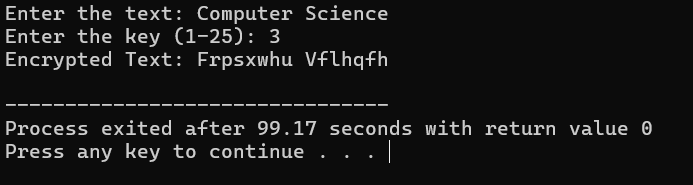 Enter the text: Computer Science
Enter the key (1-25): 3
Encrypted Text: Frpsxwhu Vflhqfh
--------------------------------
Process exited after 99.17 seconds with return value 0
Press any key to continue . . .